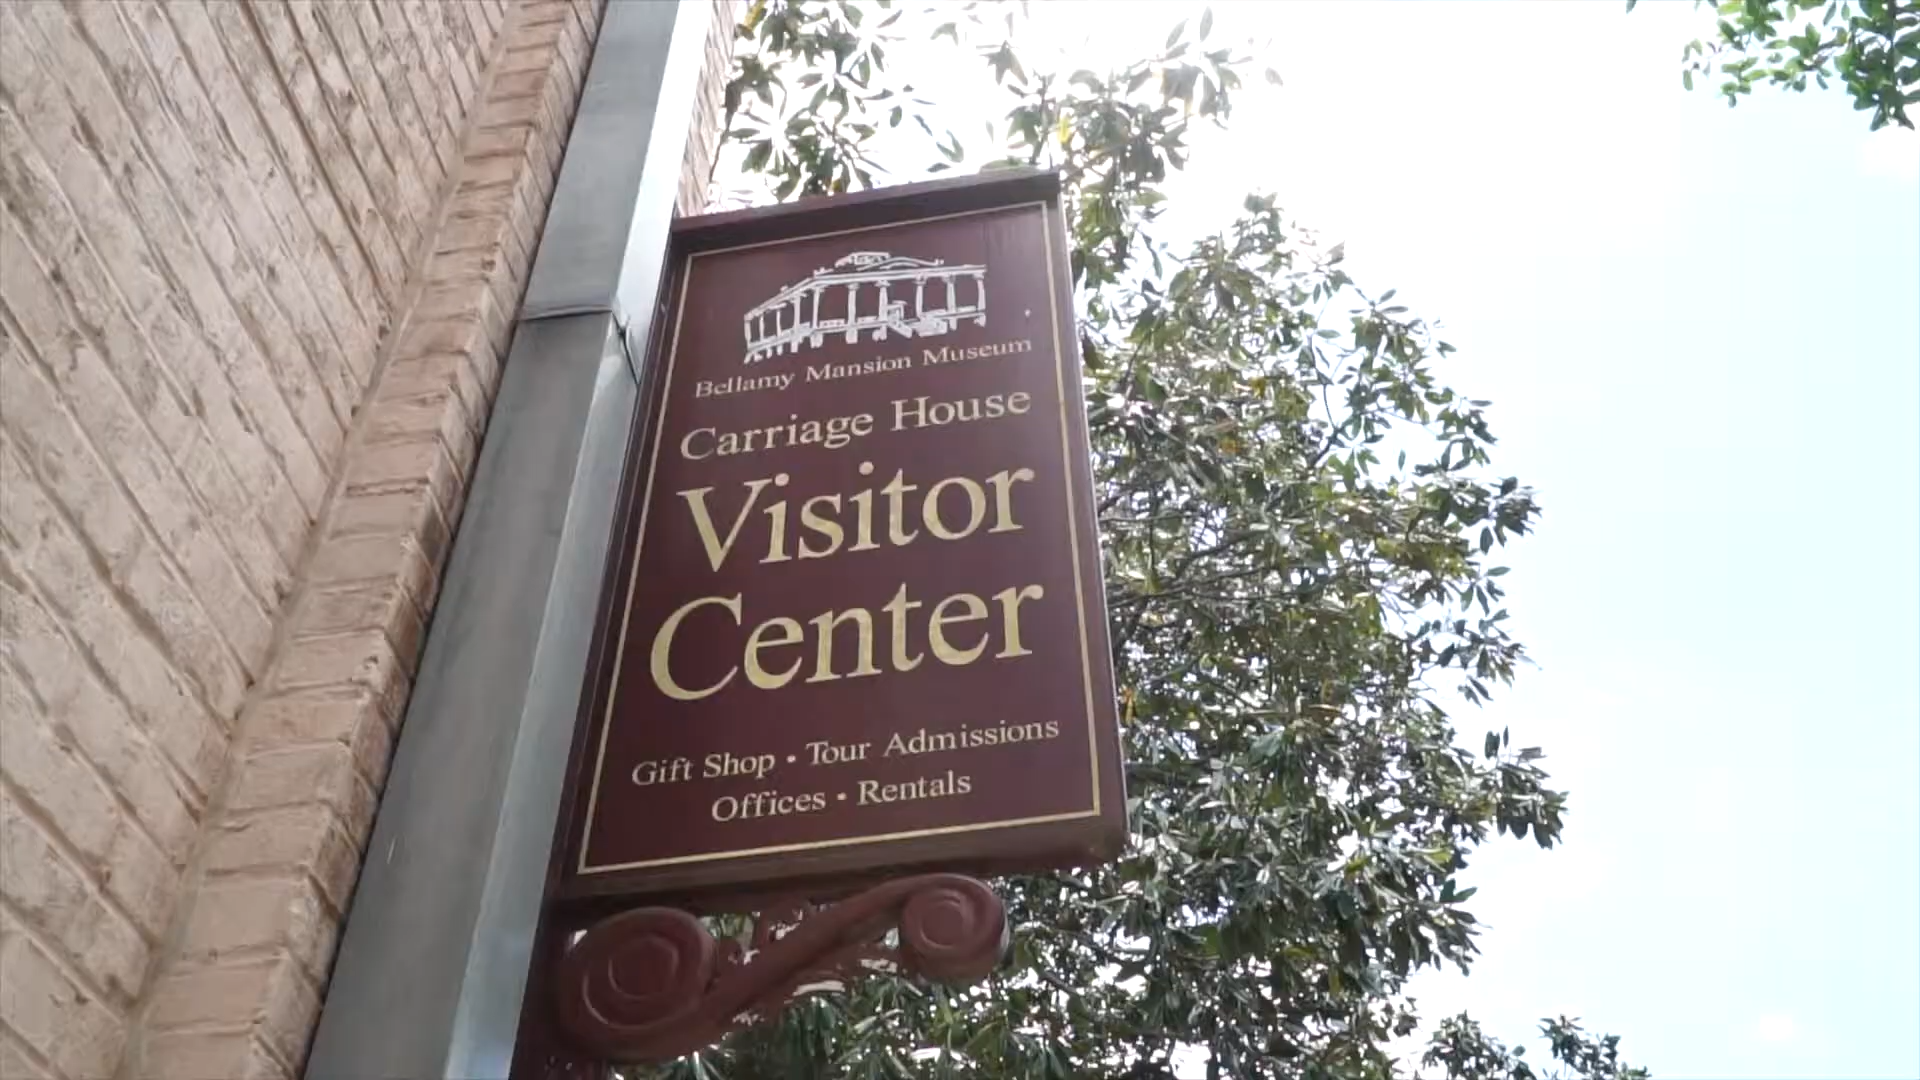 Bellamy Mansion Museum
Carriage House
Visitor
Center
Gift Shop • Tour Admissions
Offices • Rentals